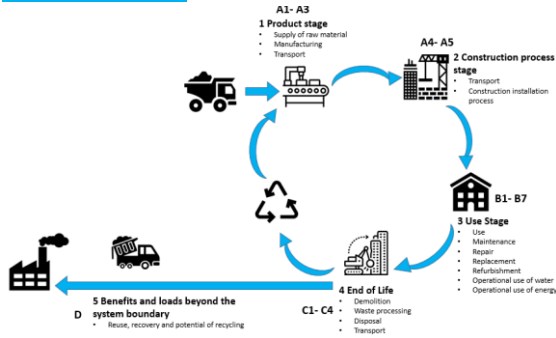 A1- A3
1 Product stage
• Supply of raw material
• Manufacturing
• Transport
A4- A5
2 Construction process
stage
• Transport
• Construction installation
process
B1- B7
3 Use Stage
• Use
• Maintenance
• Repair
• Replacement
• Refurbishment
• Operational use of water
• Operational use of energy
C1- C4
4 End of Life
• Demolition
• Waste processing
• Disposal
• Transport
D
5 Benefits and loads beyond the
system boundary
• Reuse, recovery and potential of recycling